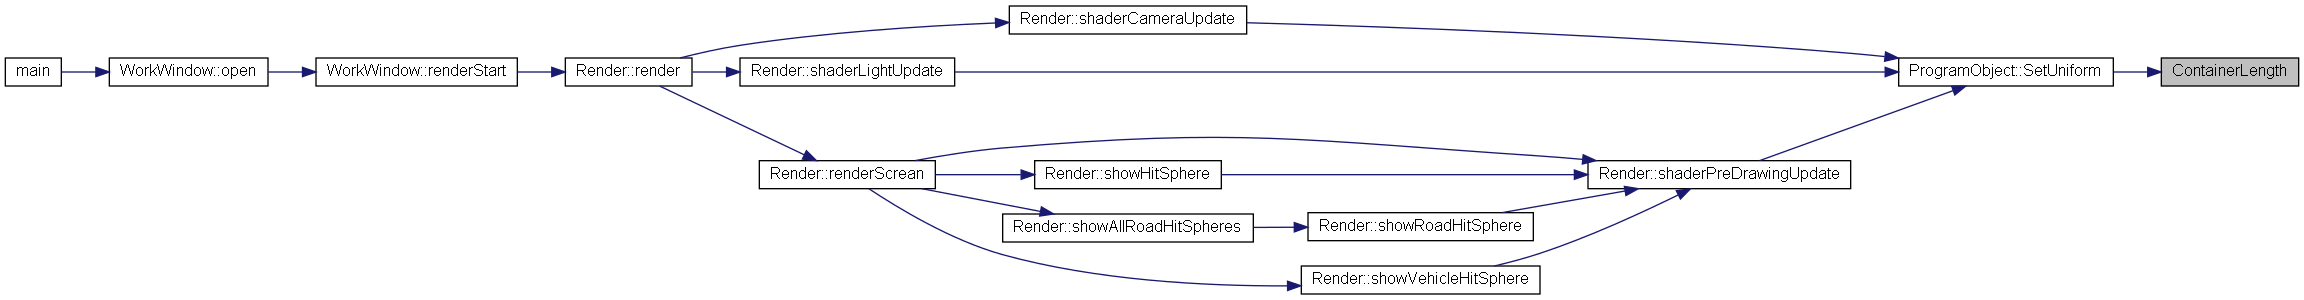 Render::shaderCameraUpdate
main
WorkWindow::open
WorkWindow::renderStart
Render::render
Render::shaderLightUpdate
ProgramObject::SetUniform
ContainerLength
Render::renderScrean
Render::showHitSphere
Render::shaderPreDrawingUpdate
Render::showAllRoadHitSpheres
Render::showRoadHitSphere
Render::showVehicleHitSphere